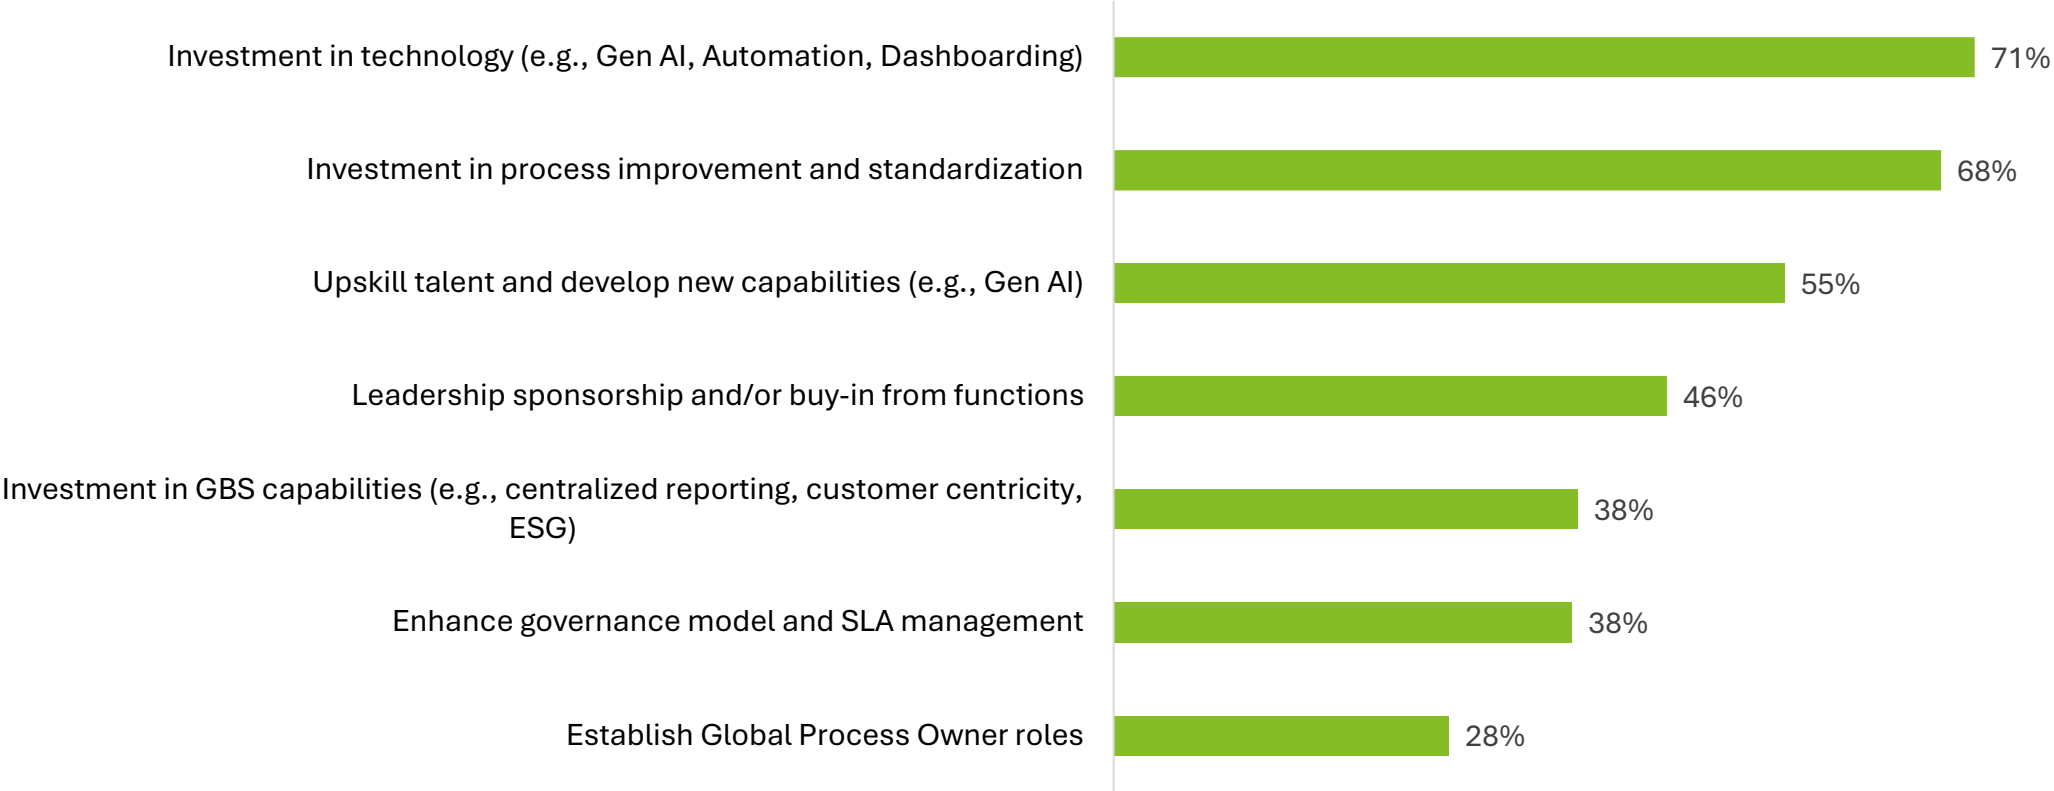 Investment in technology (e.g., Gen AI, Automation, Dashboarding)
71%
Investment in process improvement and standardization
68%
Upskill talent and develop new capabilities (e.g., Gen AI)
55%
Leadership sponsorship and/or buy-in from functions
46%
Investment in GBS capabilities (e.g., centralized reporting, customer centricity,
ESG)
38%
Enhance governance model and SLA management
38%
Establish Global Process Owner roles
28%